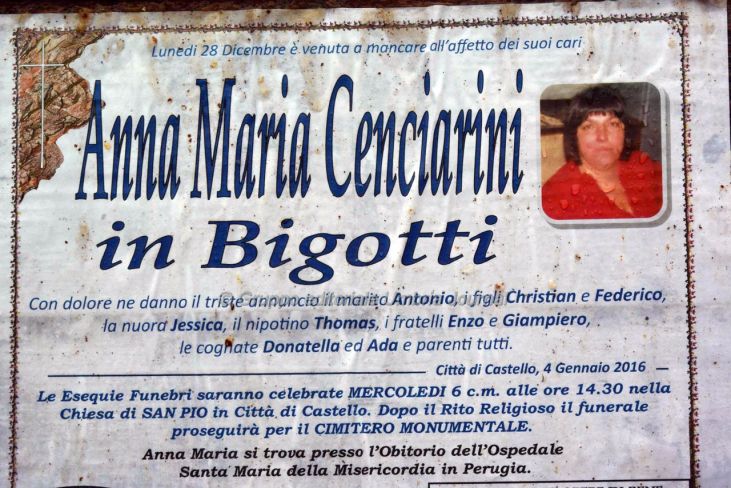 Lunedì 28 Dicembre è venuta a mancare all'affetto dei suoi cari
Anna Maria Cenciarini
in Bigotti
Con dolore ne danno il triste annuncio il marito Antonio, i figli Christian e Federico,
la nuora Jessica, il nipotino Thomas, i fratelli Enzo e Giampiero,
le cognate Donatella ed Ada e parenti tutti.
Città di Castello, 4 Gennaio 2016
Le Esequie Funebri saranno celebrate MERCOLEDI 6 c.m. alle ore 14.30 nella
Chiesa di SAN PIO in Città di Castello. Dopo il Rito Religioso il funerale
proseguirà per il CIMITERO MONUMENTALE.
Anna Maria si trova presso l'Obitorio dell'Ospedale
Santa Maria della Misericordia in Perugia.